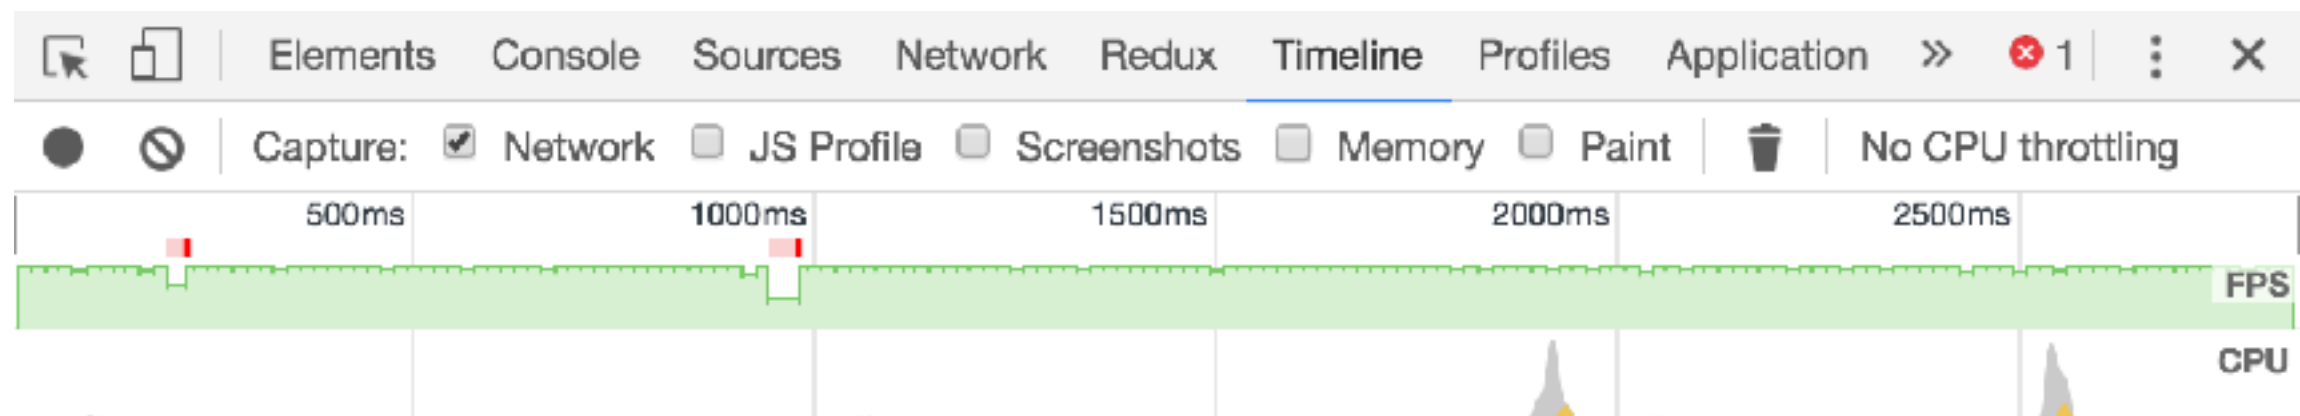 Elements Console Sources Network Redux Timeline Profiles Application » 1
Capture: Network JS Profile Screenshots Memory Paint No CPU throttling
500ms 1000ms 1500ms 2000ms 2500ms
FPS
CPU